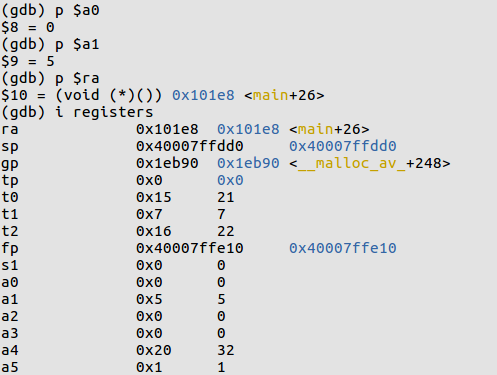 (gdb) p $a0
$8 = 0
(gdb) p $a1
$9 = 5
(gdb) p $ra
$10 = (void (*)()) 0x101e8 <main+26>
(gdb) i registers
ra             0x101e8  0x101e8 <main+26>
sp             0x40007ffdd0     0x40007ffdd0
gp             0x1eb90  0x1eb90 <__malloc_av_+248>
tp             0x0      0x0
t0             0x15     21
t1             0x7      7
t2             0x16     22
fp             0x40007ffe10     0x40007ffe10
s1             0x0      0
a0             0x0      0
a1             0x5      5
a2             0x0      0
a3             0x0      0
a4             0x20     32
a5             0x1      1